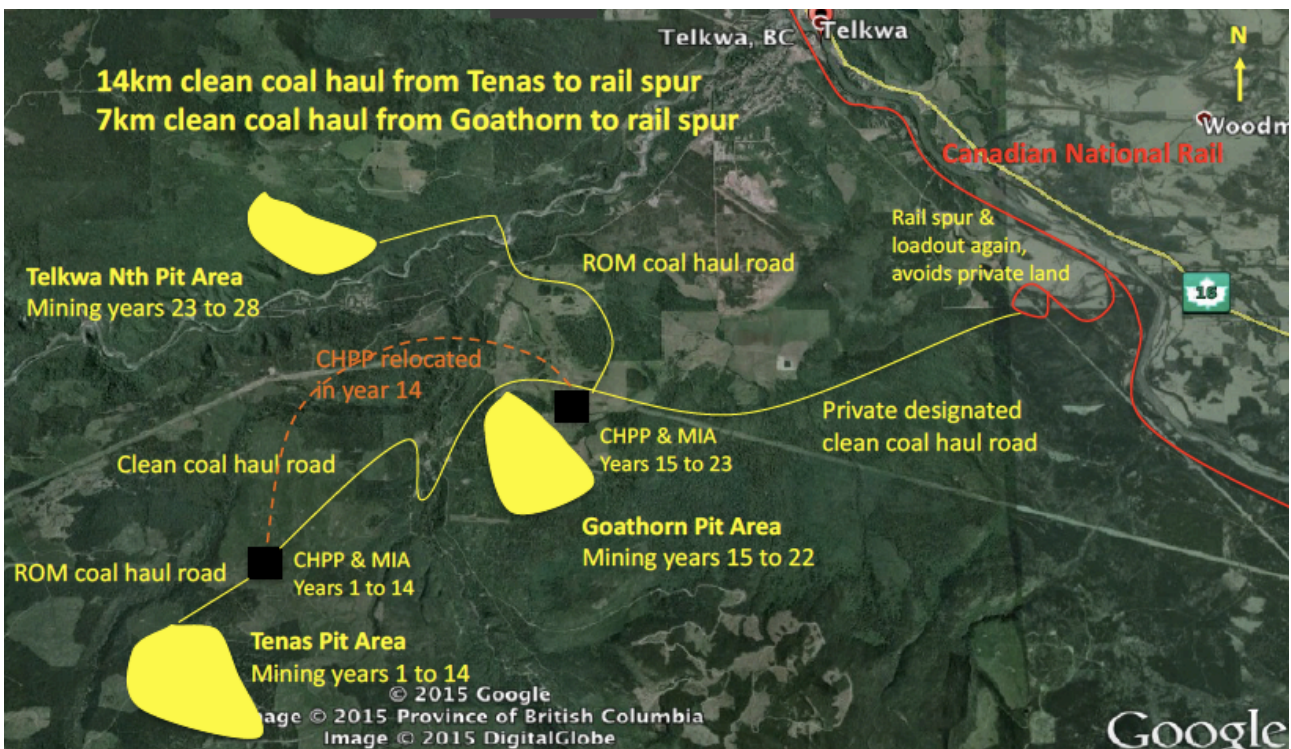 Telkwa, BC
Telkwa
N
14km clean coal haul from Tenas to rail spur
7km clean coal haul from Goathorn to rail spur
Woodm
Canadian National Rail
Rail spur &
loadout again,
avoids private land
ROM coal haul road
Telkwa Nth Pit Area
Mining years 23 to 28
16
CHPP relocated
in year 14
Private designated
clean coal haul road
CHPP & MIA
Years 15 to 23
Clean coal haul road
Goathorn Pit Area
Mining years 15 to 22
CHPP & MIA
Years 1 to 14
ROM coal haul road
Tenas Pit Area
Mining years 1 to 14
© 2015 Google
age © 2015 Province of British Columbia
Image © 2015 DigitalGlobe
Google